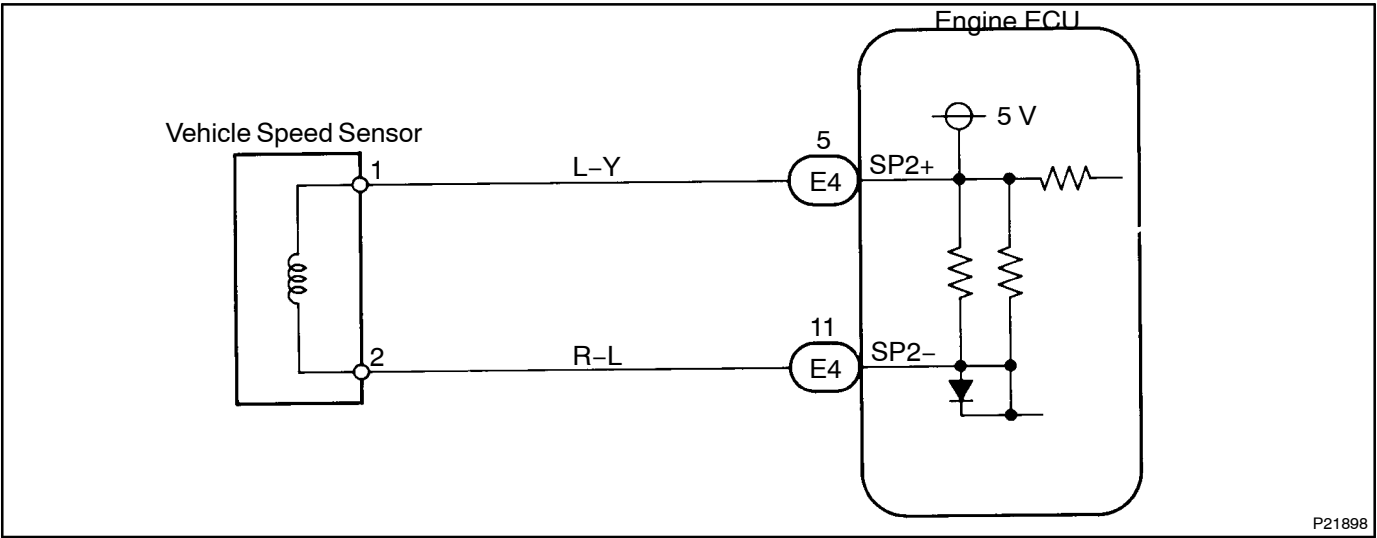 Engine ECU
5 V
Vehicle Speed Sensor
1
L–Y
5
E4
SP2+
2
R–L
11
E4
SP2–
P21898